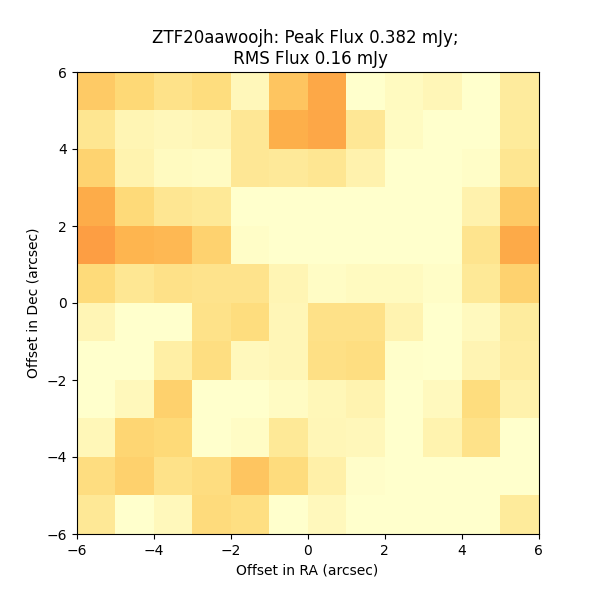 ZTF20aawoojh: Peak Flux 0.382 mJy;
RMS Flux 0.16 mJy
6
4
2
0
−2
−4
−6
Offset in Dec (arcsec)
−6 −4 −2 0 2 4 6
Offset in RA (arcsec)